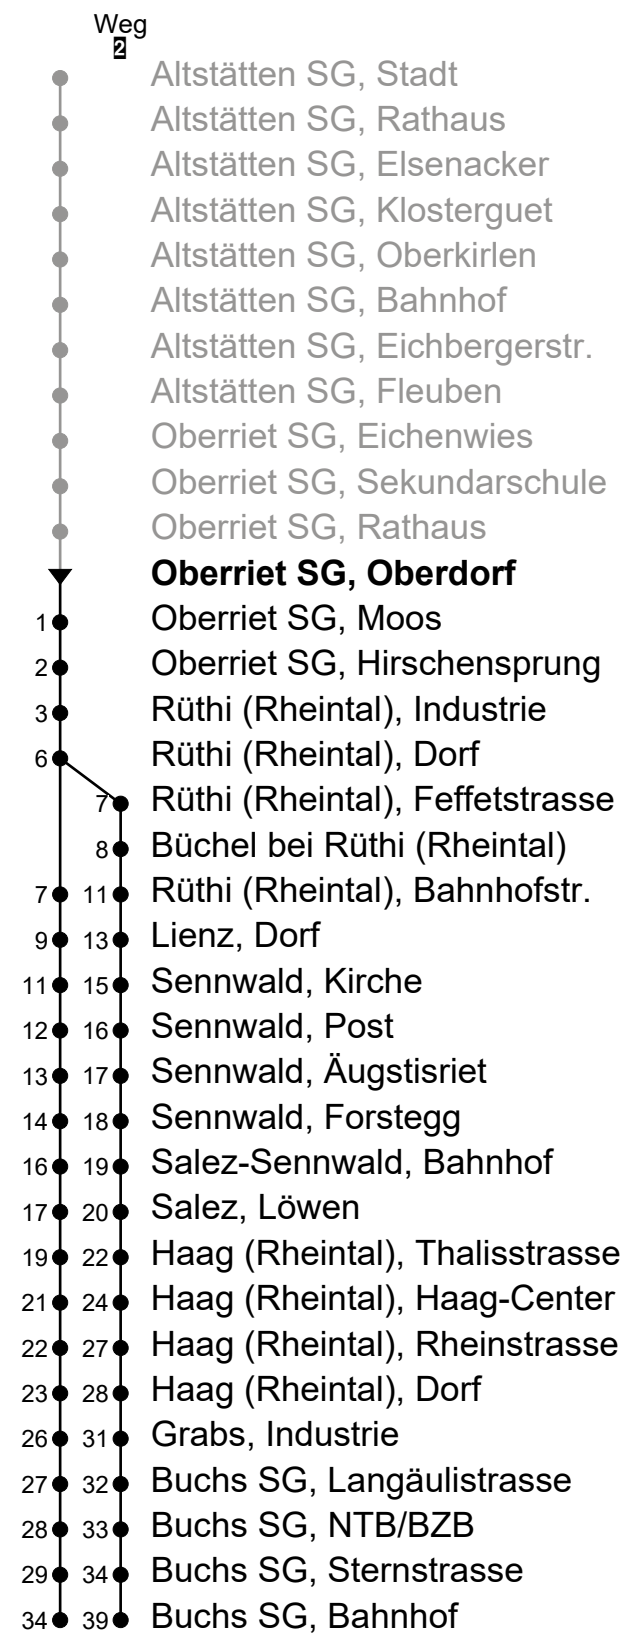 Weg
2
Altstätten SG, Stadt
Altstätten SG, Rathaus
Altstätten SG, Elsenacker
Altstätten SG, Klosterguet
Altstätten SG, Oberkirlen
Altstätten SG, Bahnhof
Altstätten SG, Eichbergerstr.
Altstätten SG, Fleuben
Oberriet SG, Eichenwies
Oberriet SG, Sekundarschule
Oberriet SG, Rathaus
Oberriet SG, Oberdorf
1 Oberriet SG, Moos
2 Oberriet SG, Hirschensprung
3 Rüthi (Rheintal), Industrie
6 Rüthi (Rheintal), Dorf
7 Rüthi (Rheintal), Feffetstrasse
8 Büchel bei Rüthi (Rheintal)
7 11 Rüthi (Rheintal), Bahnhofstr.
9 13 Lienz, Dorf
11 15 Sennwald, Kirche
12 16 Sennwald, Post
13 17 Sennwald, Äugstisriet
14 18 Sennwald, Forstegg
16 19 Salez-Sennwald, Bahnhof
17 20 Salez, Löwen
19 22 Haag (Rheintal), Thalisstrasse
21 24 Haag (Rheintal), Haag-Center
22 27 Haag (Rheintal), Rheinstrasse
23 28 Haag (Rheintal), Dorf
26 31 Grabs, Industrie
27 32 Buchs SG, Langäulistrasse
28 33 Buchs SG, NTB/BZB
29 34 Buchs SG, Sternstrasse
34 39 Buchs SG, Bahnhof